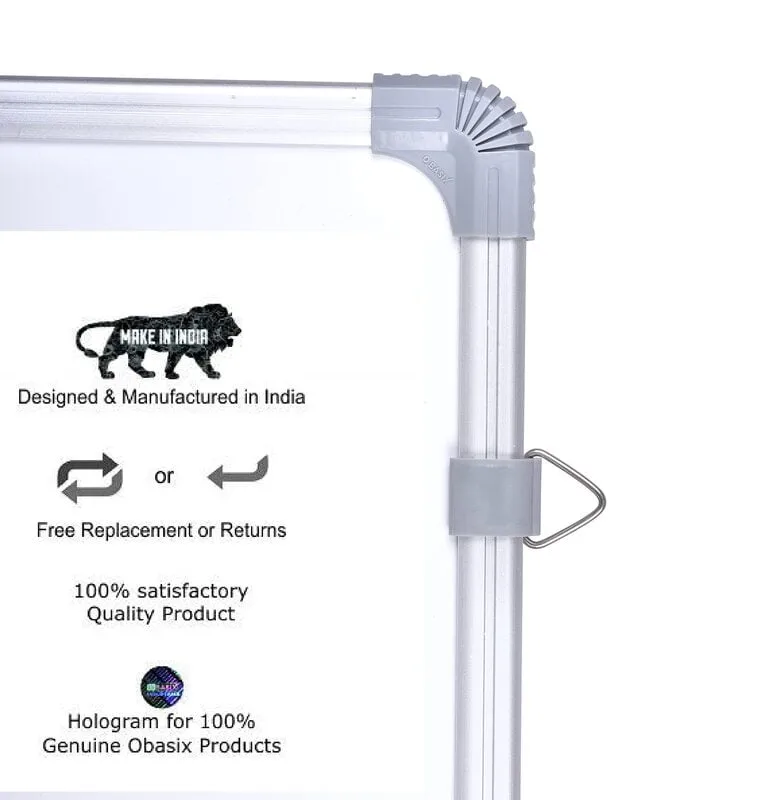 OBASIX
MAKE IN INDIA
Designed & Manufactured in India
or
Free Replacement or Returns
100% satisfactory
Quality Product
Hologram for 100%
Genuine Obasix Products